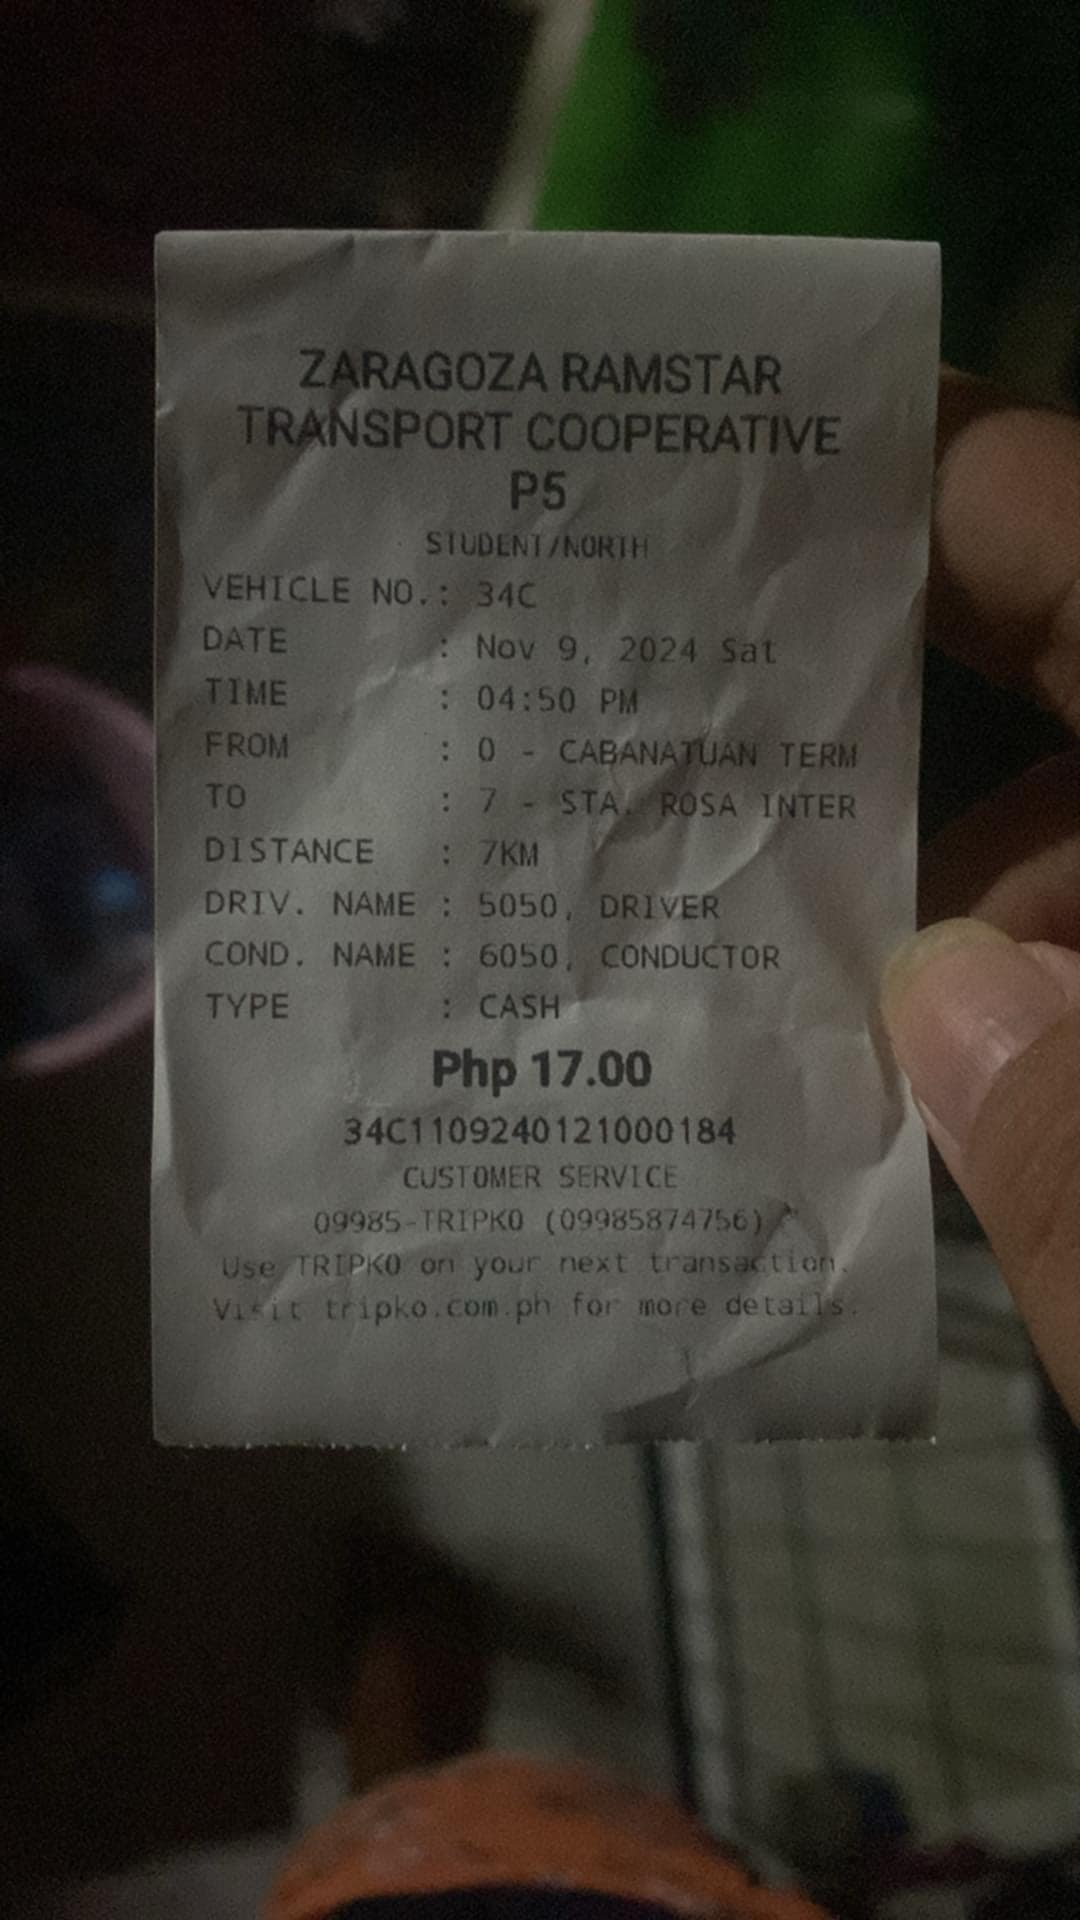 ZARAGOZA RAMSTAR
TRANSPORT COOPERATIVE
P5
STUDENT/NORTH
VEHICLE NO.: 34C
DATE : Nov 9, 2024 Sat
TIME : 04:50 PM
FROM : 0 - CABANATUAN TERM
TO : 7 - STA. ROSA INTER
DISTANCE : 7KM
DRIV. NAME : 5050, DRIVER
COND. NAME : 6050, CONDUCTOR
TYPE : CASH
Php 17.00
34C1109240121000184
CUSTOMER SERVICE
09985-TRIPKO (09985874756)
Use TRIPKO on your next transaction.
Visit tripko.com.ph for more details.